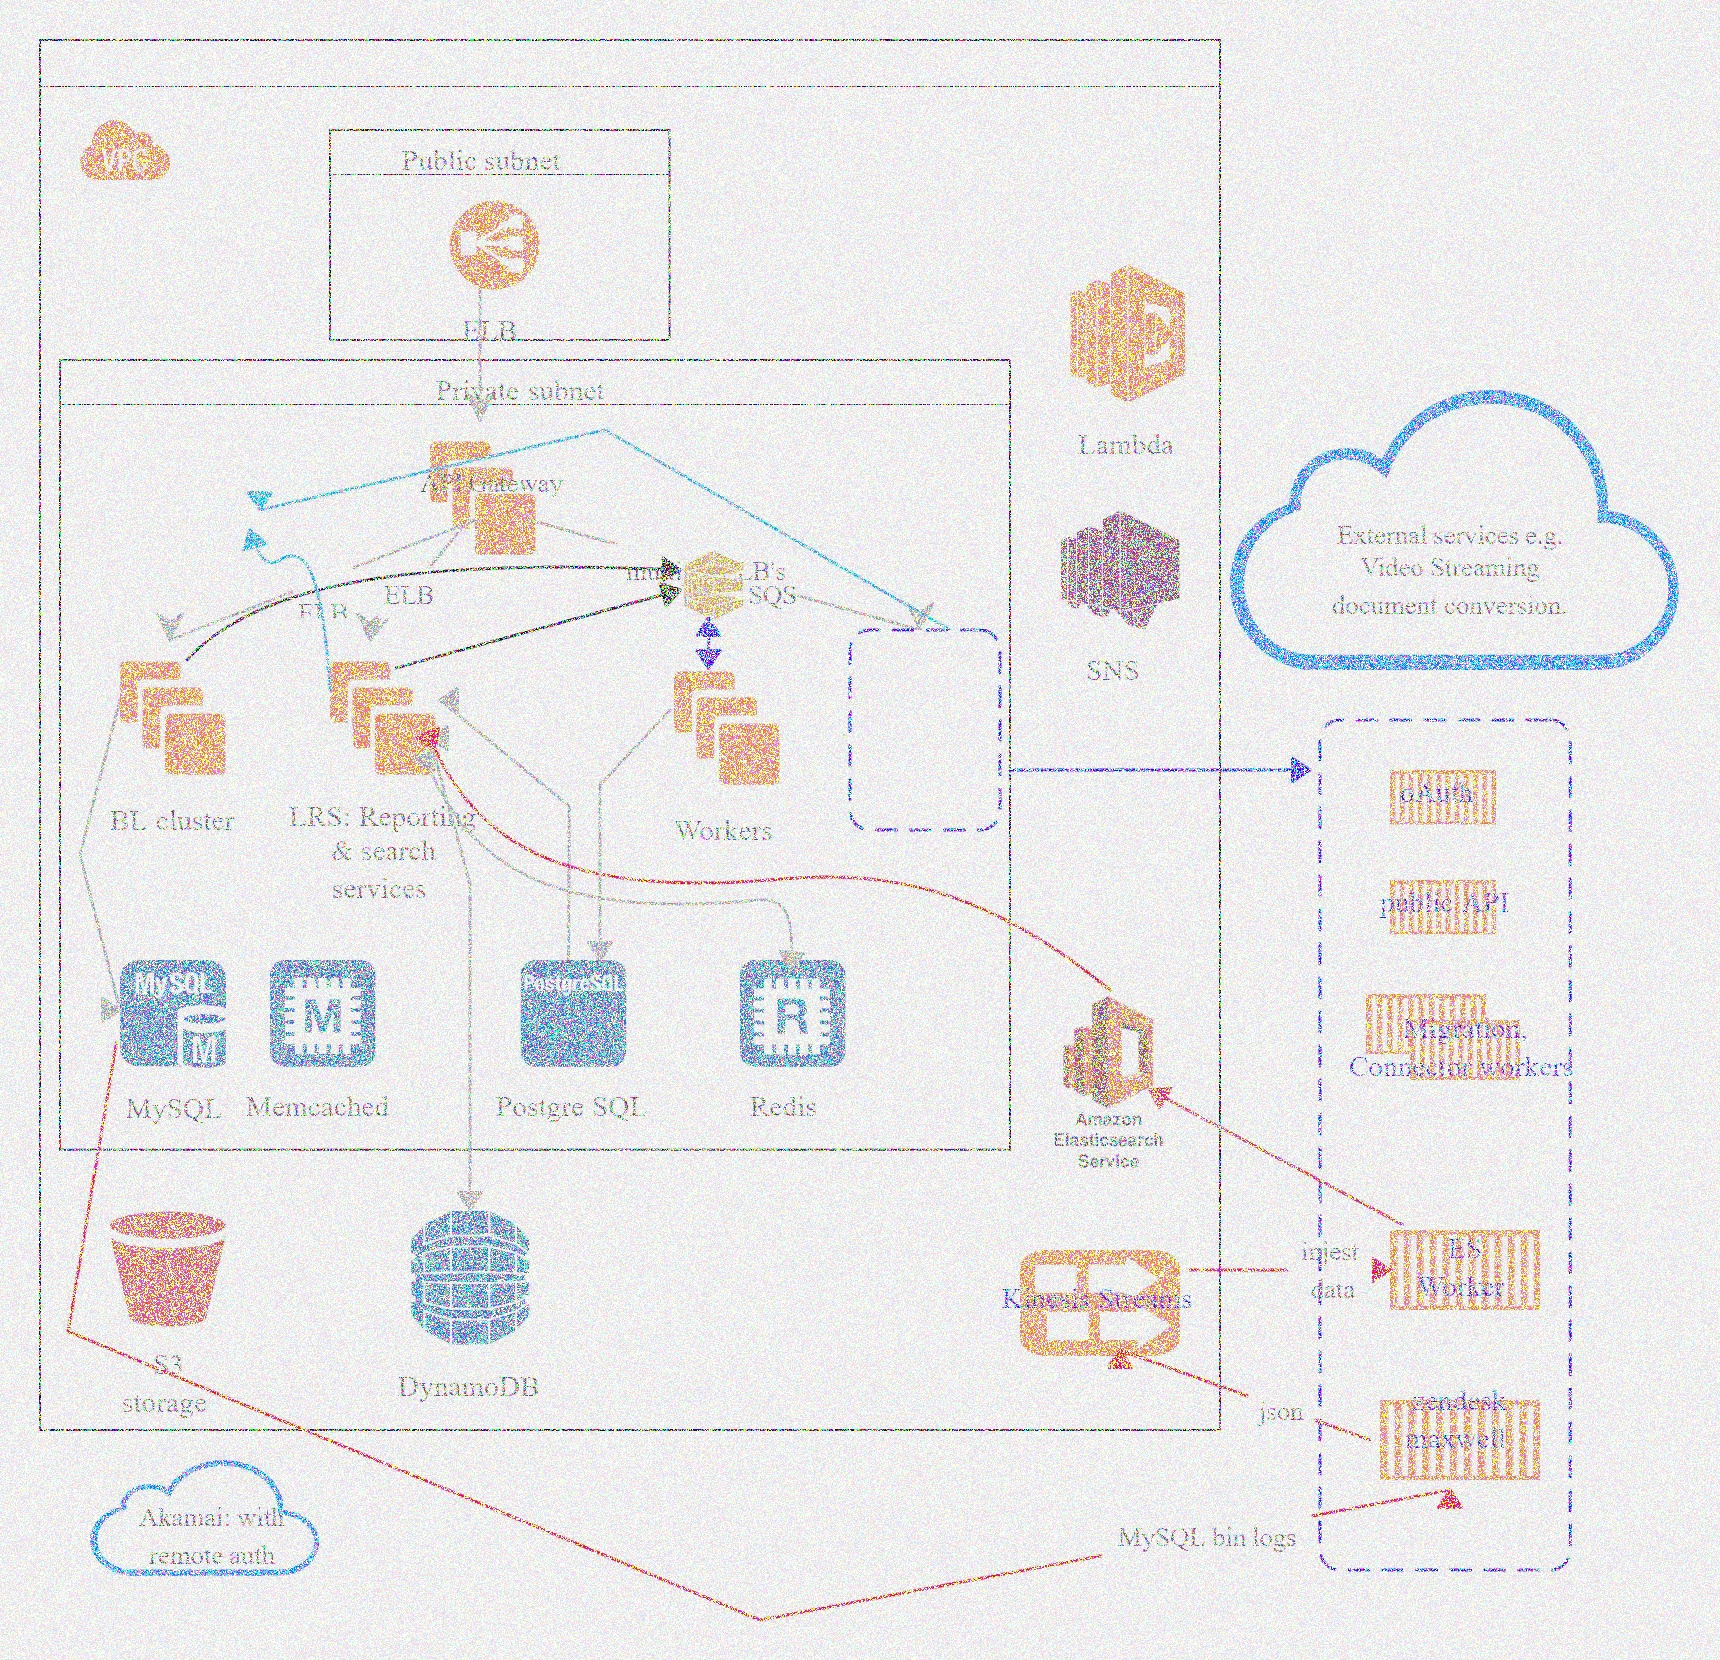 VPC
Public subnet
ELB
Private subnet
API Gateway
ELB
ELB
LB's
SQS
BL cluster
LRS: Reporting
& search
services
Workers
MySQL
M
M
PostgreSQL
R
MySQL
Memcached
Postgre SQL
Redis
Lambda
SNS
External services e.g.
Video Streaming
document conversion.
oAuth
public API
Migration,
Connector workers
Amazon
Elasticsearch
Service
S3
storage
DynamoDB
Kinesis Streams
injest
data
ES
Worker
json
zendesk
maxwell
MySQL bin logs
Akamai: with
remote auth